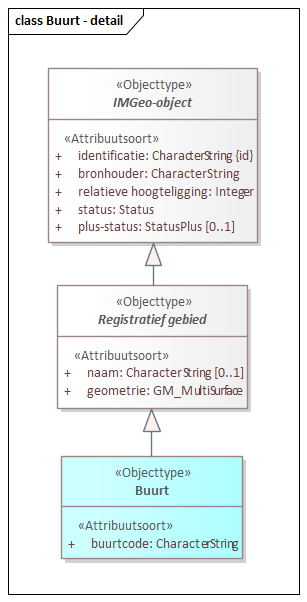 class Buurt - detail
«Objecttype»
IMGeo-object
«Attribuutsoort»
+ identificatie: CharacterString {id}
+ bronhouder: CharacterString
+ relatieve hoogteligging: Integer
+ status: Status
+ plus-status: StatusPlus [0..1]
«Objecttype»
Registratief gebied
«Attribuutsoort»
+ naam: CharacterString [0..1]
+ geometrie: GM_MultiSurface
«Objecttype»
Buurt
«Attribuutsoort»
+ buurtcode: CharacterString